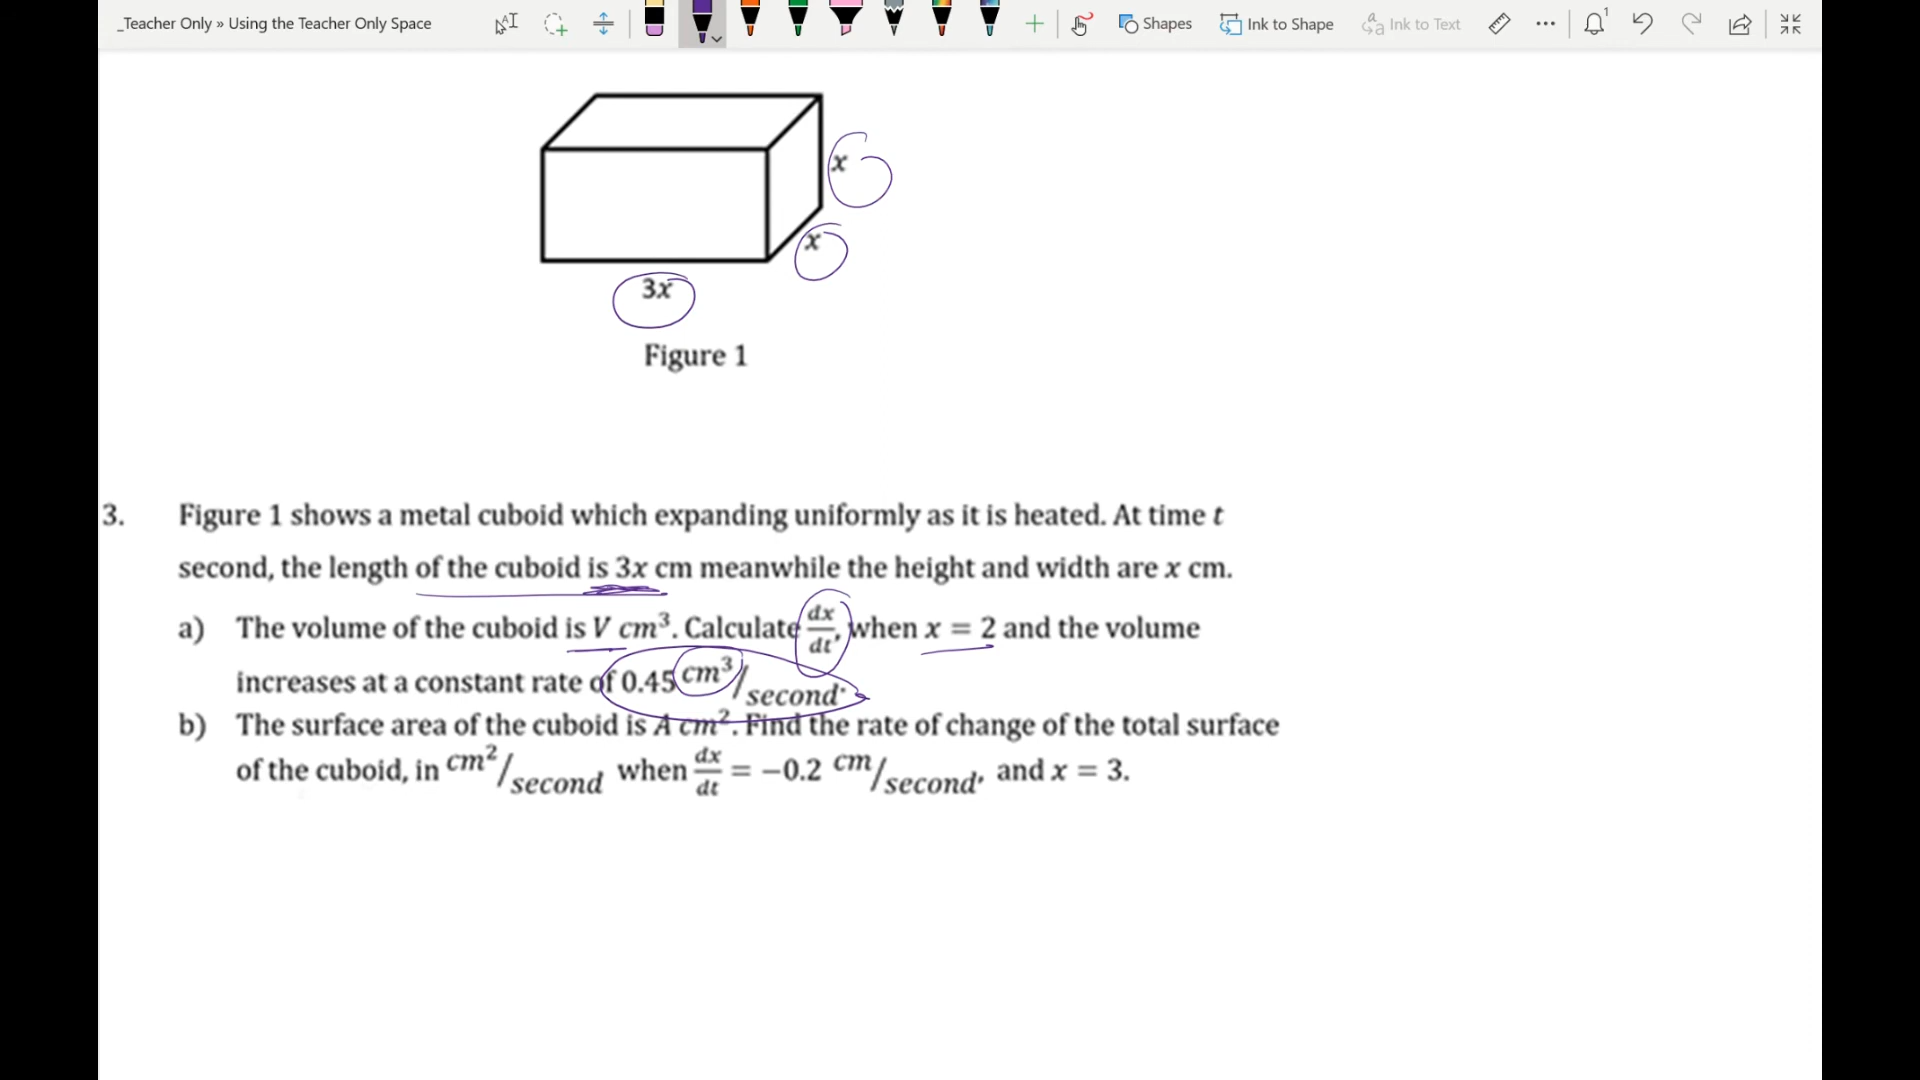 _Teacher Only » Using the Teacher Only Space
Shapes
Ink to Shape
Ink to Text
1
x
x
3x
Figure 1
3. Figure 1 shows a metal cuboid which expanding uniformly as it is heated. At time t
second, the length of the cuboid is 3x cm meanwhile the height and width are x cm.
a) The volume of the cuboid is V cm³. Calculate dx/dt, when x = 2 and the volume
increases at a constant rate of 0.45 cm³/second.
b) The surface area of the cuboid is A cm². Find the rate of change of the total surface
of the cuboid, in cm²/second when dx/dt = −0.2 cm/second, and x = 3.